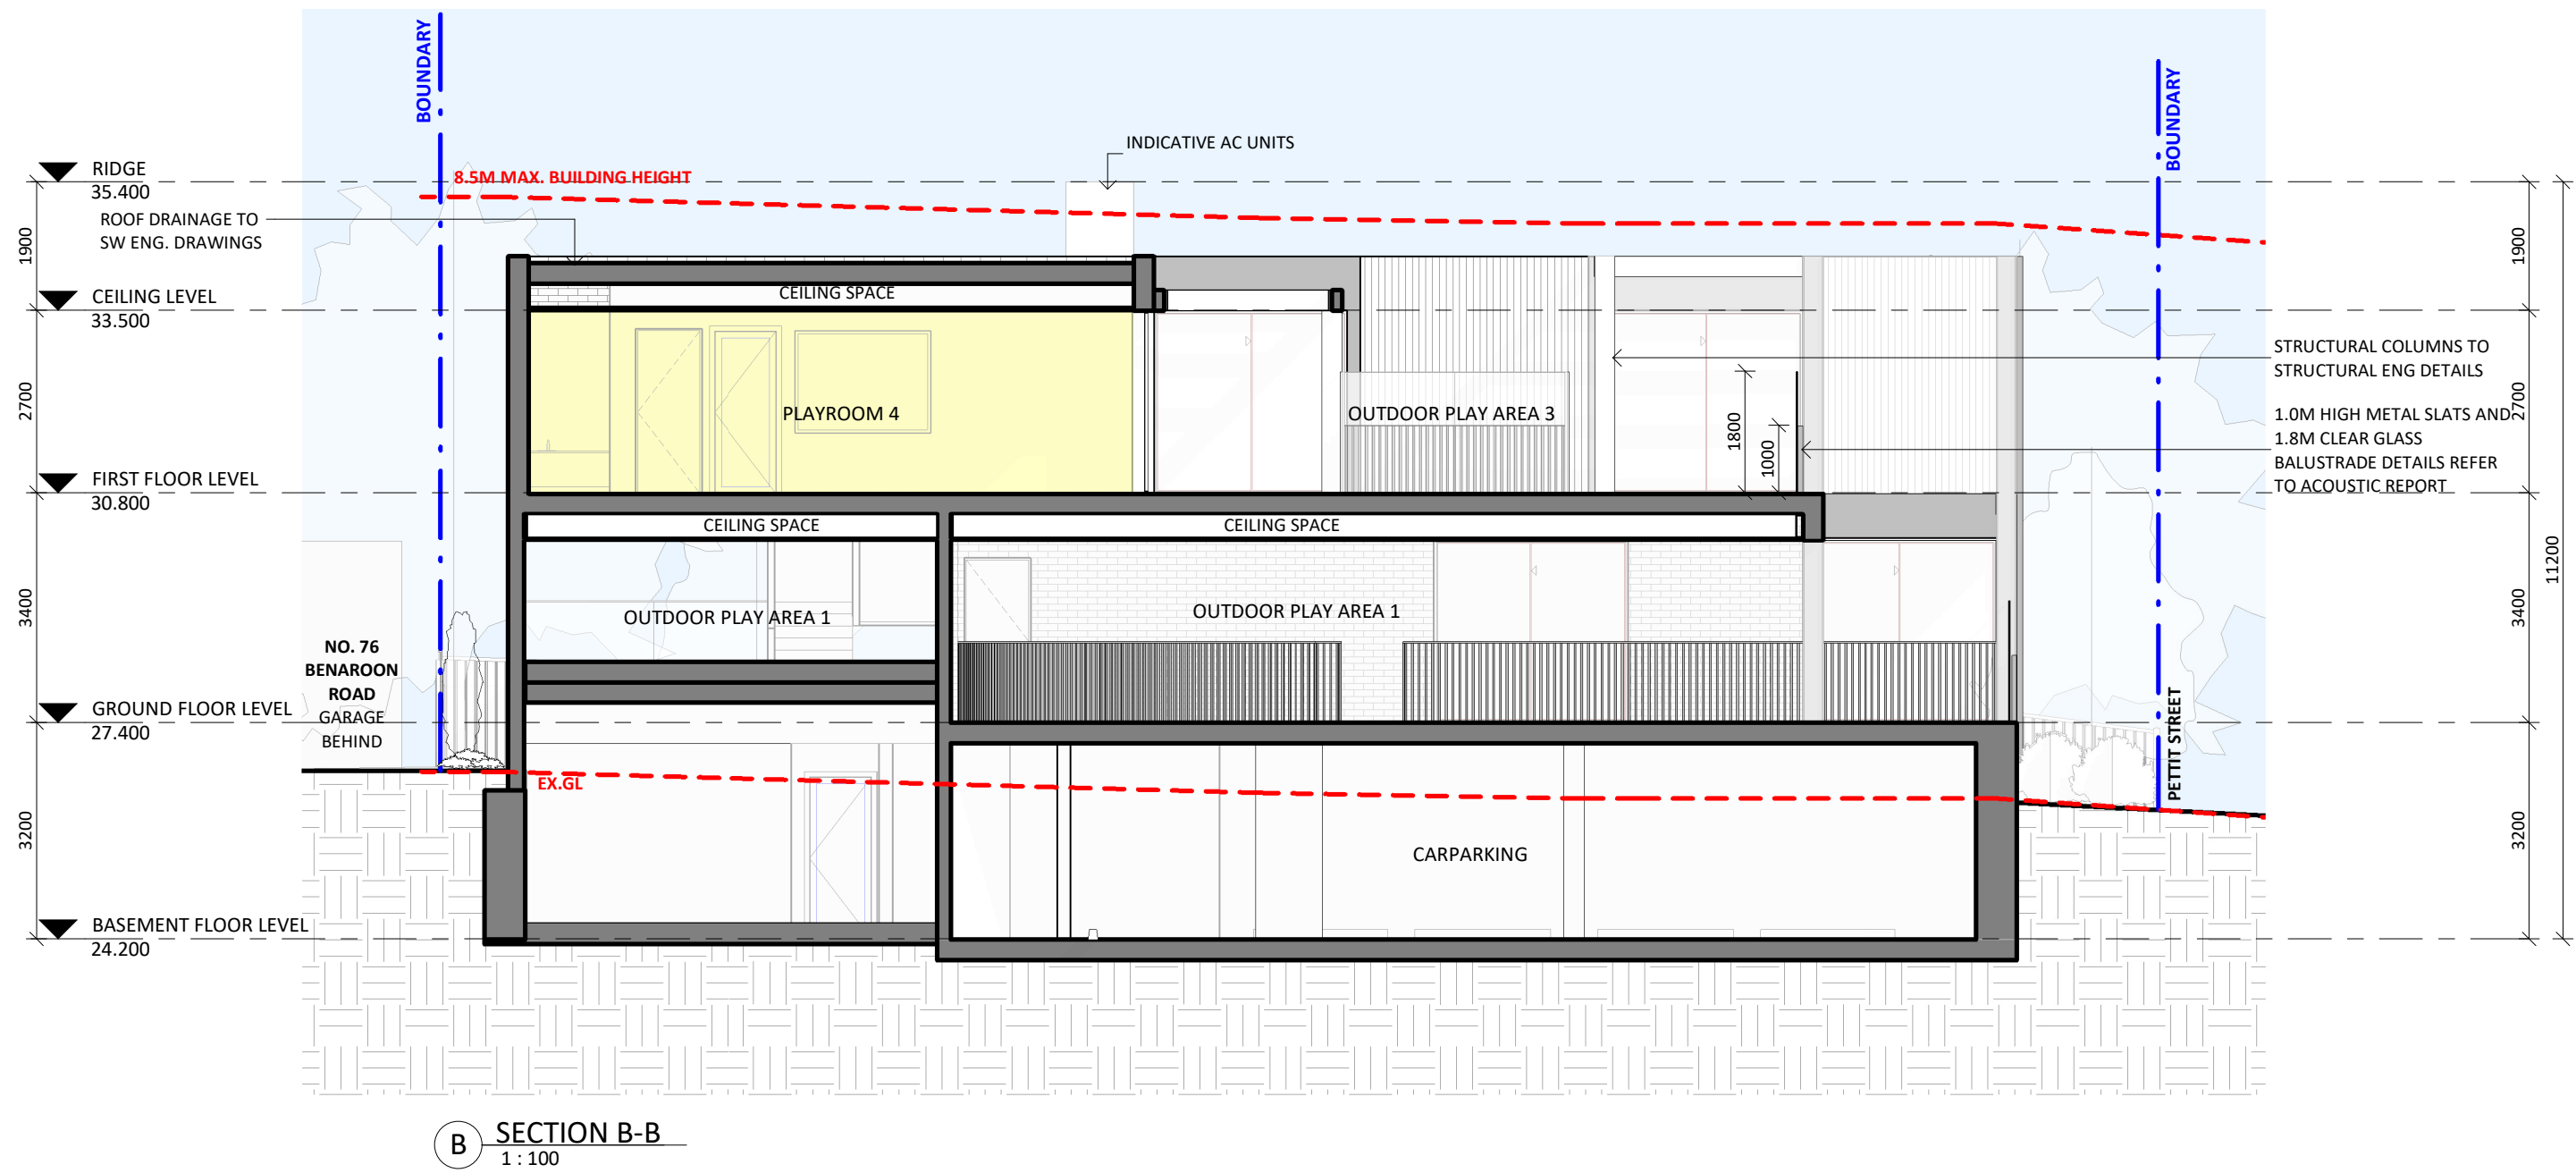 BOUNDARY
BOUNDARY
INDICATIVE AC UNITS
RIDGE
35.400
8.5M MAX. BUILDING HEIGHT
ROOF DRAINAGE TO
SW ENG. DRAWINGS
1900
1900
CEILING LEVEL
33.500
CEILING SPACE
STRUCTURAL COLUMNS TO
STRUCTURAL ENG DETAILS
2700
2700
PLAYROOM 4
OUTDOOR PLAY AREA 3
1800
1000
1.0M HIGH METAL SLATS AND
1.8M CLEAR GLASS
BALUSTRADE DETAILS REFER
TO ACOUSTIC REPORT
FIRST FLOOR LEVEL
30.800
CEILING SPACE
CEILING SPACE
11200
3400
3400
OUTDOOR PLAY AREA 1
OUTDOOR PLAY AREA 1
NO. 76
BENAROON
ROAD
GARAGE
BEHIND
GROUND FLOOR LEVEL
27.400
PETTIT STREET
EX.GL
3200
3200
CARPARKING
BASEMENT FLOOR LEVEL
24.200
B
SECTION B-B
1 : 100